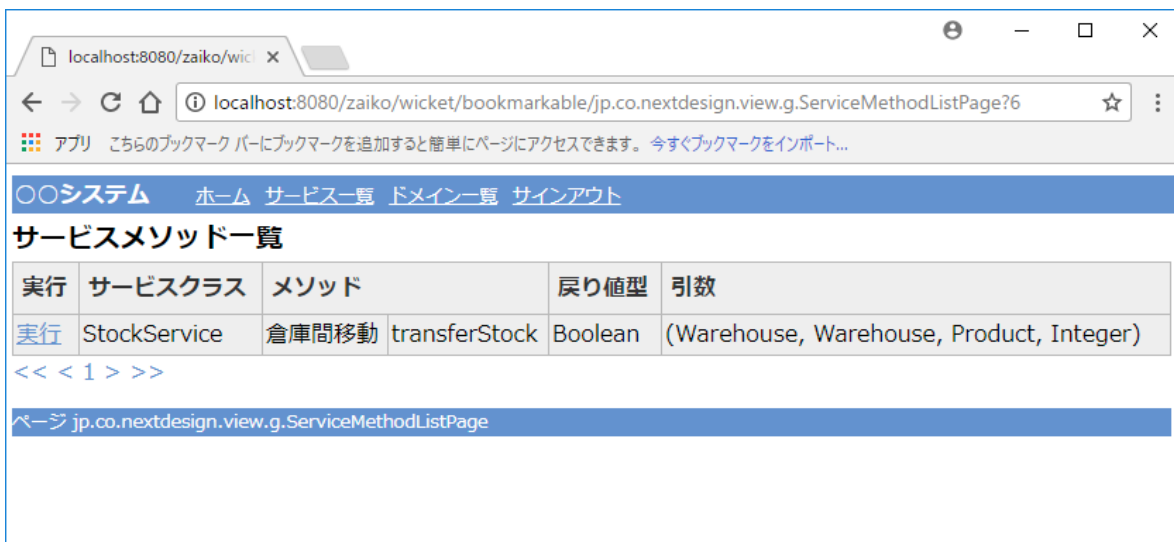 localhost:8080/zaiko/wic
localhost:8080/zaiko/wicket/bookmarkable/jp.co.nextdesign.view.g.ServiceMethodListPage?6
アプリ こちらのブックマーク バーにブックマークを追加すると簡単にページにアクセスできます。 今すぐブックマークをインポート...
○○システム ホーム サービス一覧 ドメイン一覧 サインアウト
サービスメソッド一覧
実行 サービスクラス メソッド 戻り値型 引数
実行 StockService 倉庫間移動 transferStock Boolean (Warehouse, Warehouse, Product, Integer)
<< < 1 > >>
ページ jp.co.nextdesign.view.g.ServiceMethodListPage